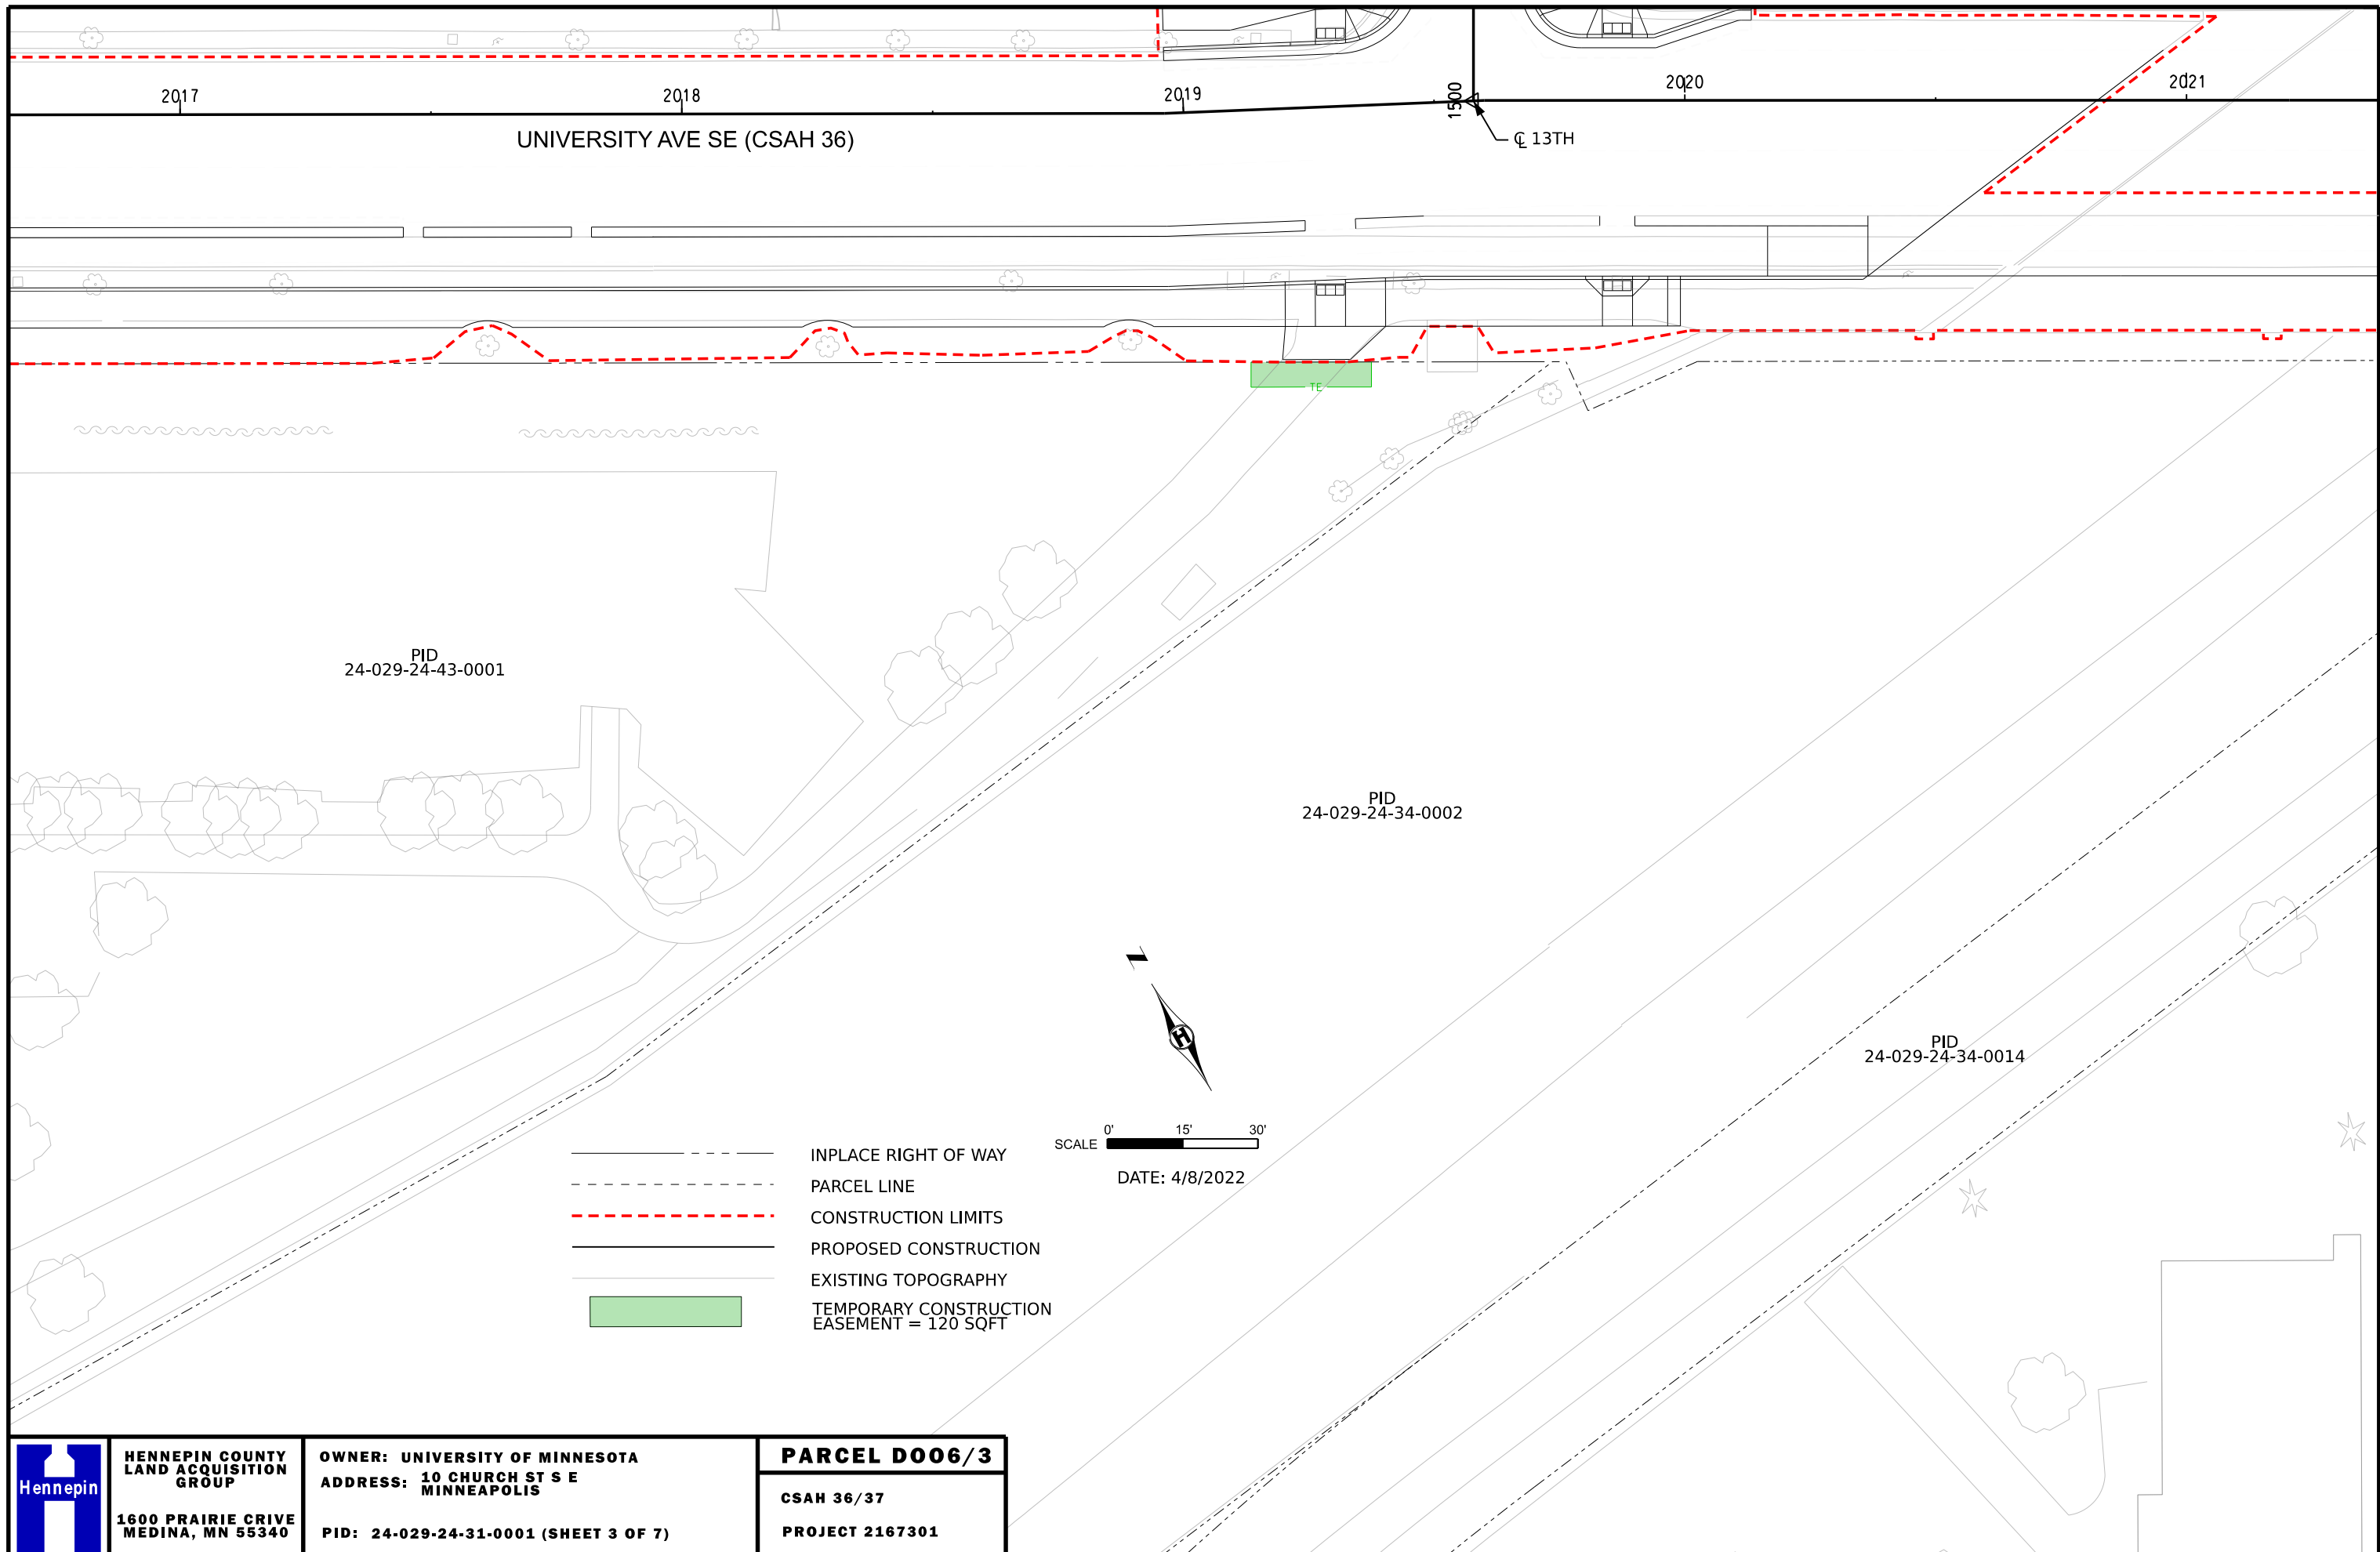 2017
2018
2019
1500
2020
2021
UNIVERSITY AVE SE (CSAH 36)
℄ 13TH
TE
PID
24-029-24-43-0001
PID
24-029-24-34-0002
PID
24-029-24-34-0014
N
H
SCALE 0' 15' 30'
DATE: 4/8/2022
INPLACE RIGHT OF WAY
PARCEL LINE
CONSTRUCTION LIMITS
PROPOSED CONSTRUCTION
EXISTING TOPOGRAPHY
TEMPORARY CONSTRUCTION
EASEMENT = 120 SQFT
Hennepin
HENNEPIN COUNTY
LAND ACQUISITION
GROUP
1600 PRAIRIE CRIVE
MEDINA, MN 55340
OWNER: UNIVERSITY OF MINNESOTA
ADDRESS: 10 CHURCH ST S E
MINNEAPOLIS
PID: 24-029-24-31-0001 (SHEET 3 OF 7)
PARCEL D006/3
CSAH 36/37
PROJECT 2167301